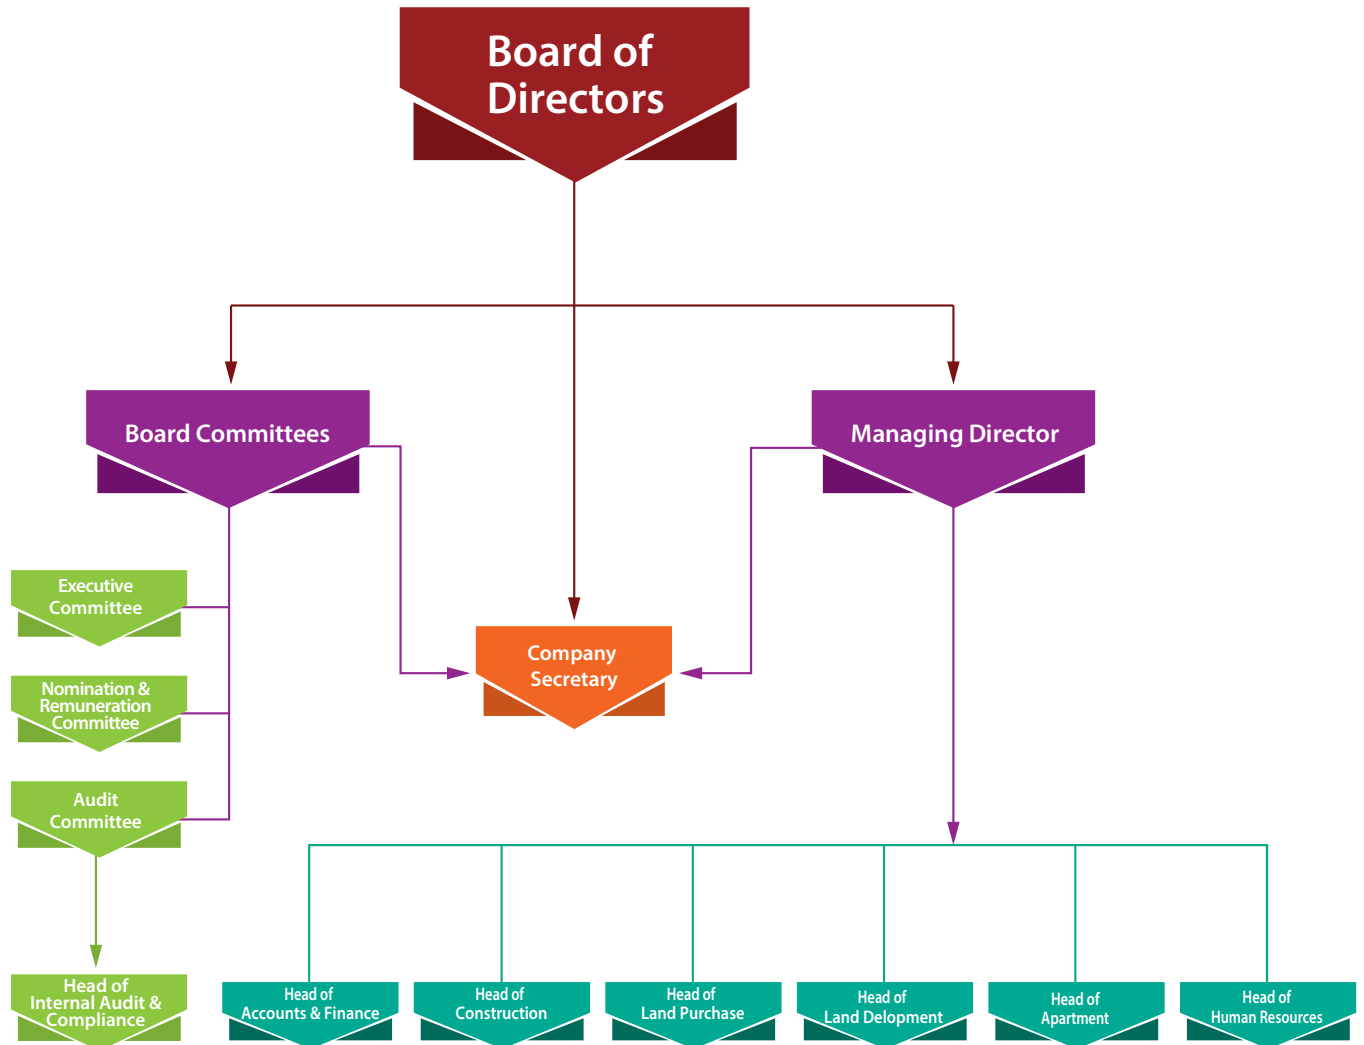 Board of
Directors
Board Committees
Managing Director
Executive
Committee
Company
Secretary
Nomination &
Remuneration
Committee
Audit
Committee
Head of
Internal Audit &
Compliance
Head of
Accounts & Finance
Head of
Construction
Head of
Land Purchase
Head of
Land Delopment
Head of
Apartment
Head of
Human Resources